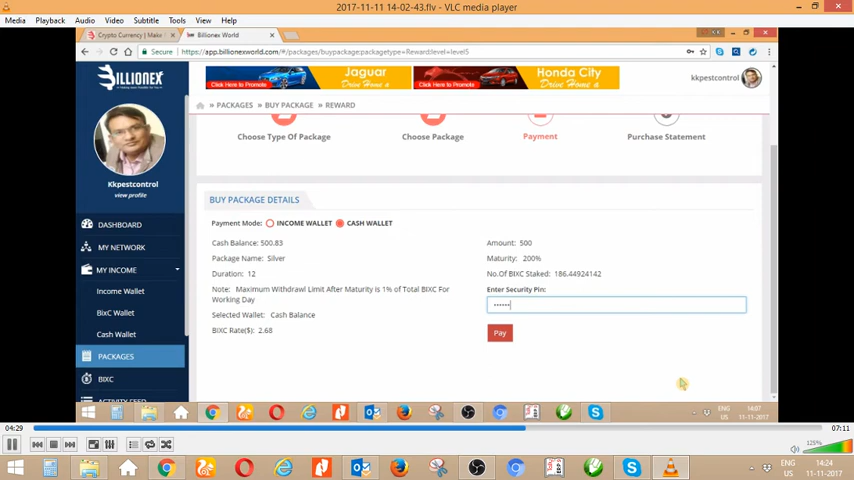 2017-11-11 14-02-43.flv - VLC media player
Media Playback Audio Video Subtitle Tools View Help
Crypto Currency | Make
Billionex World
Secure https://app.billionexworld.com/#/packages/buypackage:packagetype=Reward&level=level5
BILLIONEX
Jaguar
Drive Home a
Click Here to Promote
Honda City
Drive Home a
Click Here to Promote
kkpestcontrol
PACKAGES BUY PACKAGE REWARD
Choose Type Of Package
Choose Package
Payment
Purchase Statement
Kkpestcontrol
view profile
DASHBOARD
MY NETWORK
MY INCOME
Income Wallet
BixC Wallet
Cash Wallet
PACKAGES
BIXC
ACTIVITY FEED
BUY PACKAGE DETAILS
Payment Mode: INCOME WALLET CASH WALLET
Cash Balance: 500.83
Package Name: Silver
Duration: 12
Note: Maximum Withdrawl Limit After Maturity is 1% of Total BIXC For
Working Day
Selected Wallet: Cash Balance
BIXC Rate($): 2.68
Amount: 500
Maturity: 200%
No.Of BIXC Staked: 186.44924142
Enter Security Pin:
Pay
ENG
US
14:07
11-11-2017
04:29
07:11
125%
ENG
US
14:24
11-11-2017